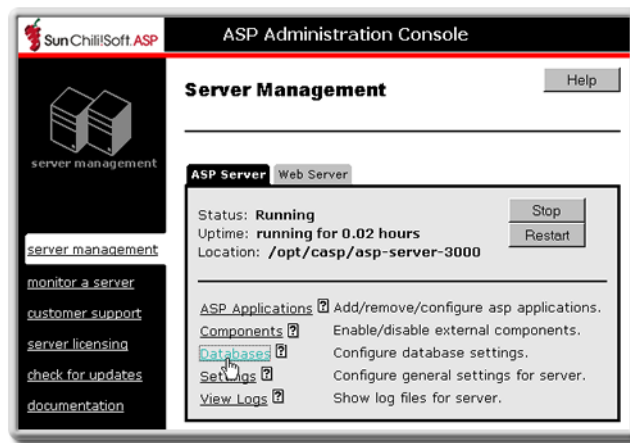 Sun Chili!Soft ASP
ASP Administration Console
server management
server management
monitor a server
customer support
server licensing
check for updates
documentation
Server Management
Help
ASP Server Web Server
Status: Running
Stop
Uptime: running for 0.02 hours
Restart
Location: /opt/casp/asp-server-3000
ASP Applications ? Add/remove/configure asp applications.
Components ? Enable/disable external components.
Databases ? Configure database settings.
Settings ? Configure general settings for server.
View Logs ? Show log files for server.